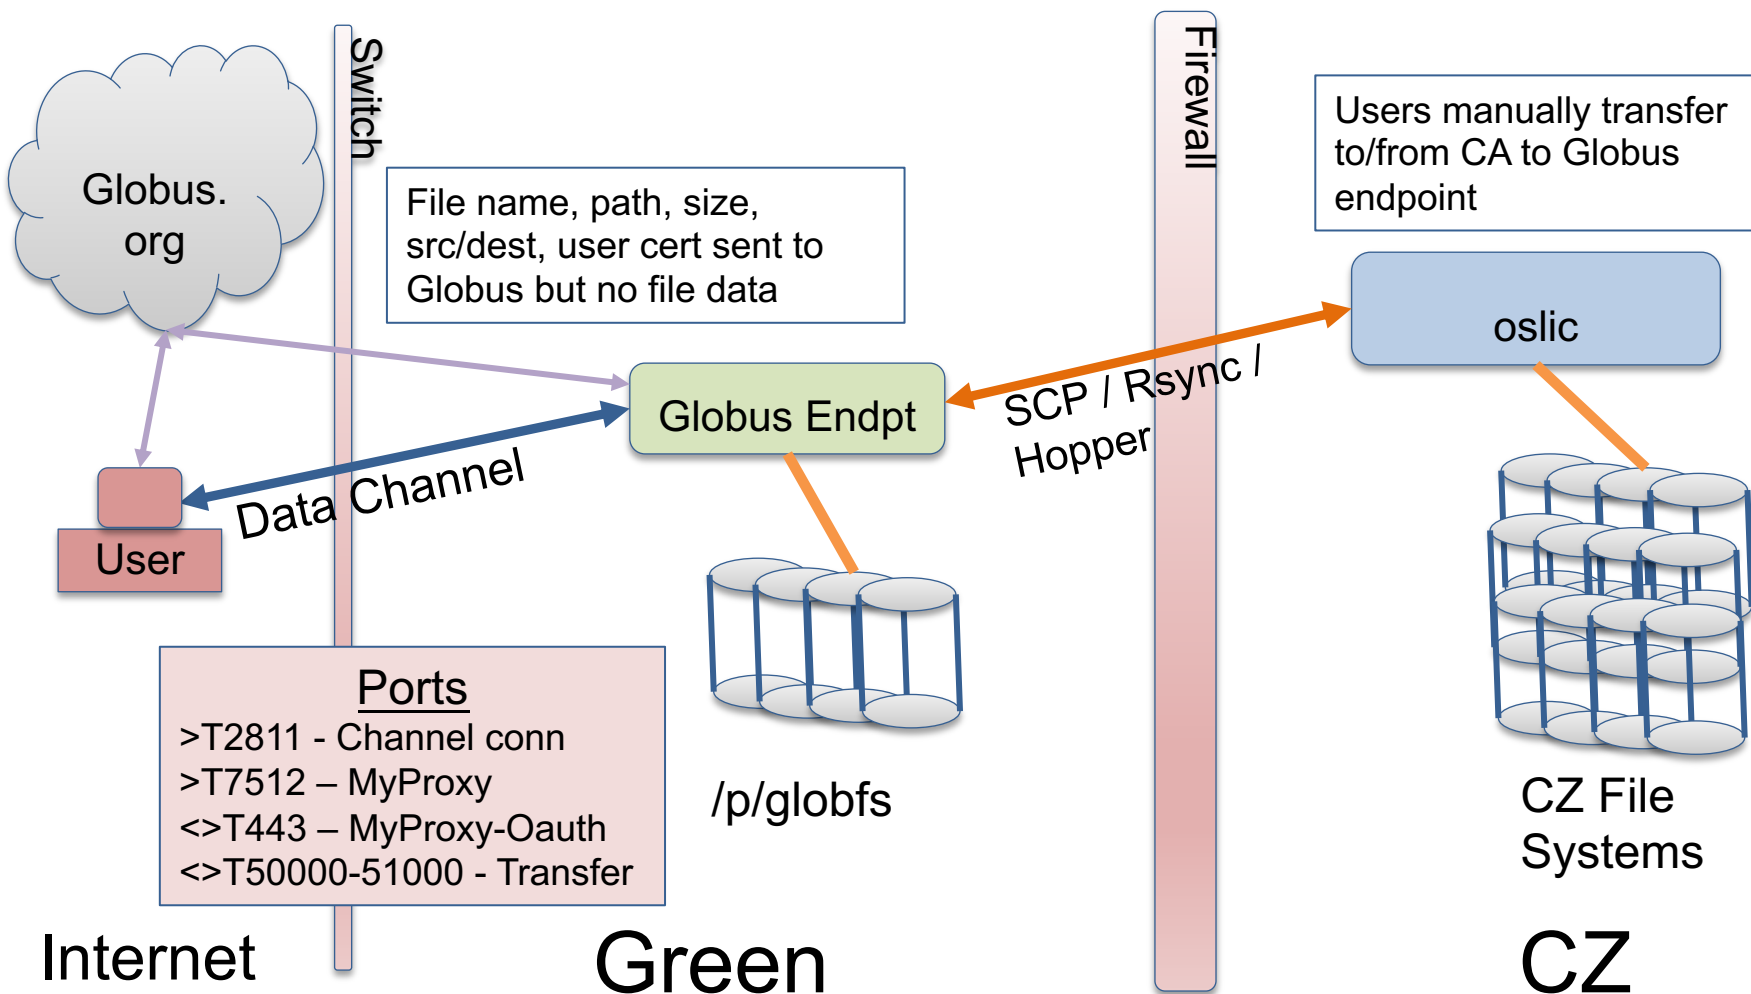 Switch
Firewall
Globus.
org
File name, path, size,
src/dest, user cert sent to
Globus but no file data
Users manually transfer
to/from CA to Globus
endpoint
oslic
Globus Endpt
SCP / Rsync /
Hopper
Data Channel
User
Ports
>T2811 - Channel conn
>T7512 – MyProxy
<>T443 – MyProxy-Oauth
<>T50000-51000 - Transfer
/p/globfs
CZ File
Systems
Internet
Green
CZ